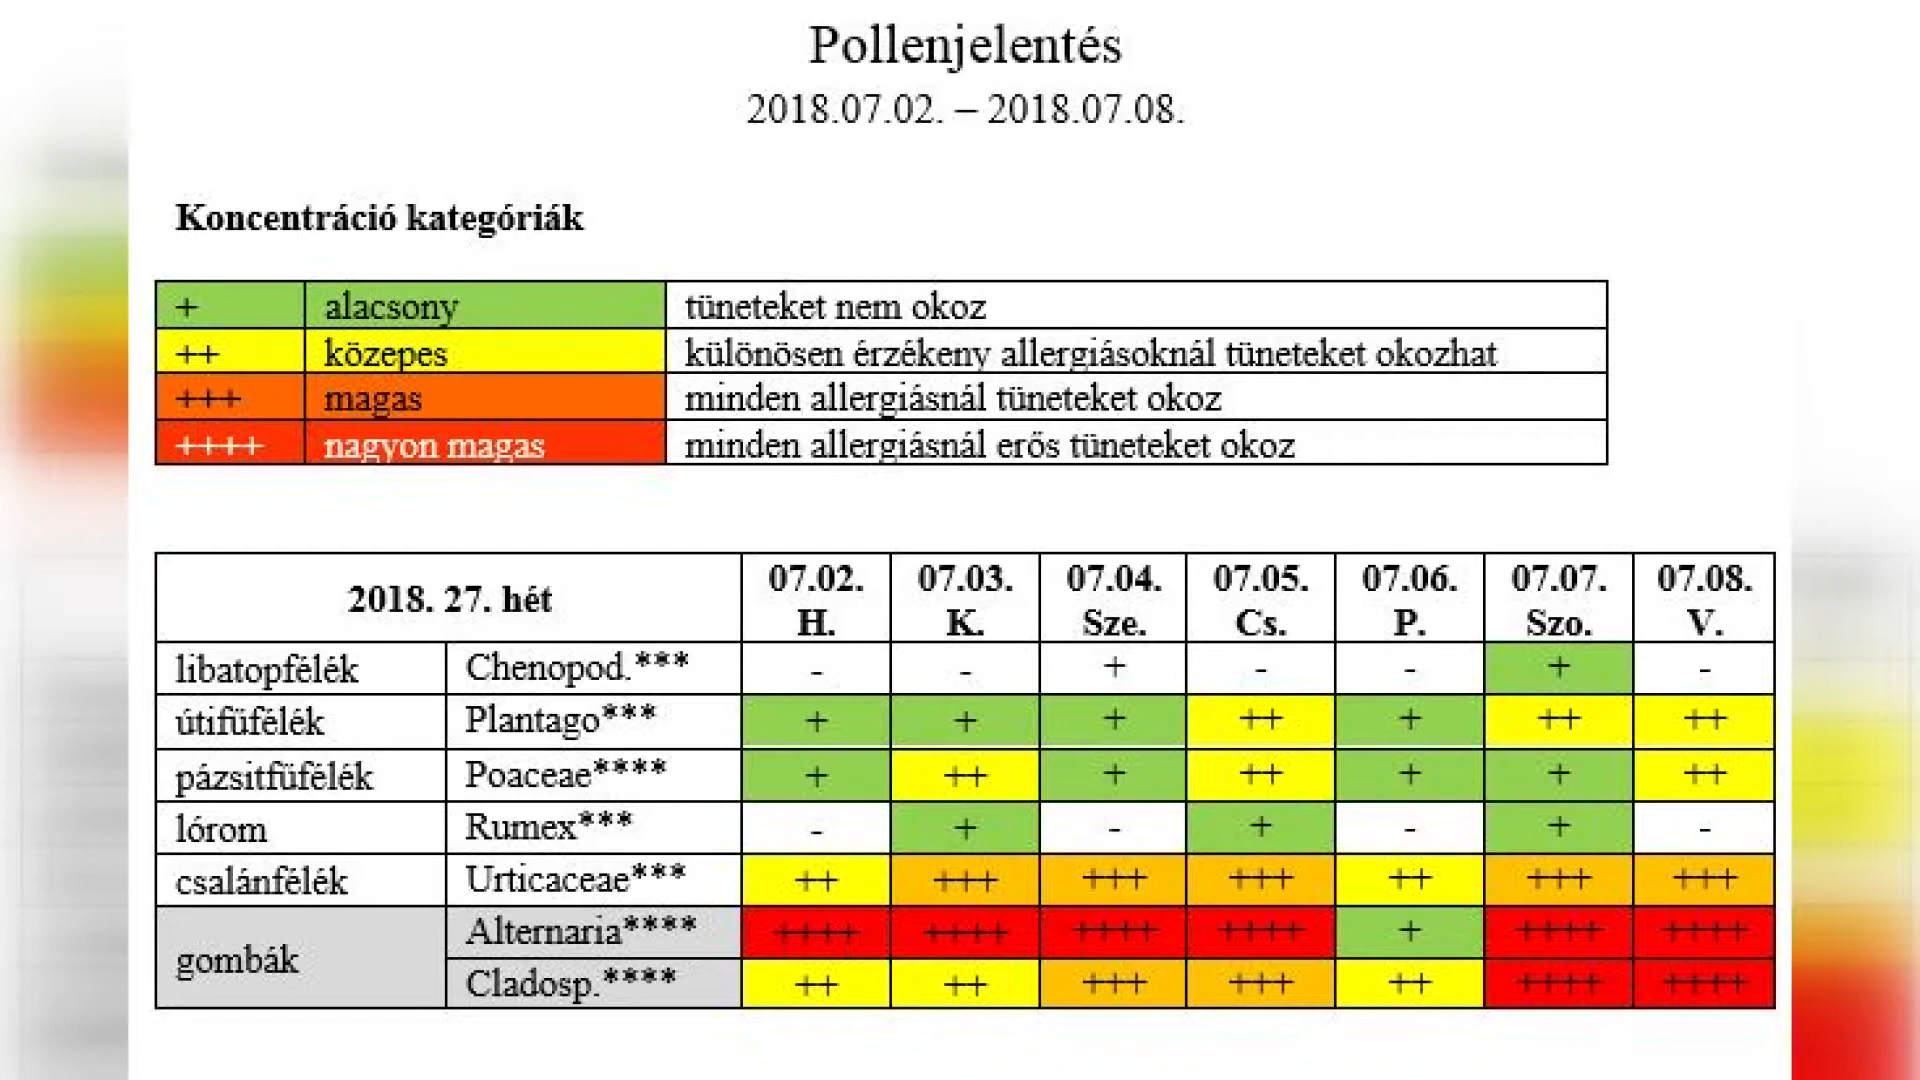 Pollenjelentés
2018.07.02. – 2018.07.08.
Koncentráció kategóriák
+ alacsony tüneteket nem okoz
++ közepes különösen érzékeny allergiásoknál tüneteket okozhat
+++ magas minden allergiásnál tüneteket okoz
++++ nagyon magas minden allergiásnál erős tüneteket okoz
2018. 27. hét 07.02. H. 07.03. K. 07.04. Sze. 07.05. Cs. 07.06. P. 07.07. Szo. 07.08. V.
libatopfélék Chenopod.*** - - + - - + -
útifűfélék Plantago*** + + + ++ + ++ ++
pázsitfűfélék Poaceae**** + ++ + ++ + + ++
lórom Rumex*** - + - + - + -
csalánfélék Urticaceae*** ++ +++ +++ +++ ++ +++ +++
gombák Alternaria**** ++++ ++++ ++++ ++++ + ++++ ++++
Cladosp.**** ++ ++ +++ +++ ++ ++++ ++++